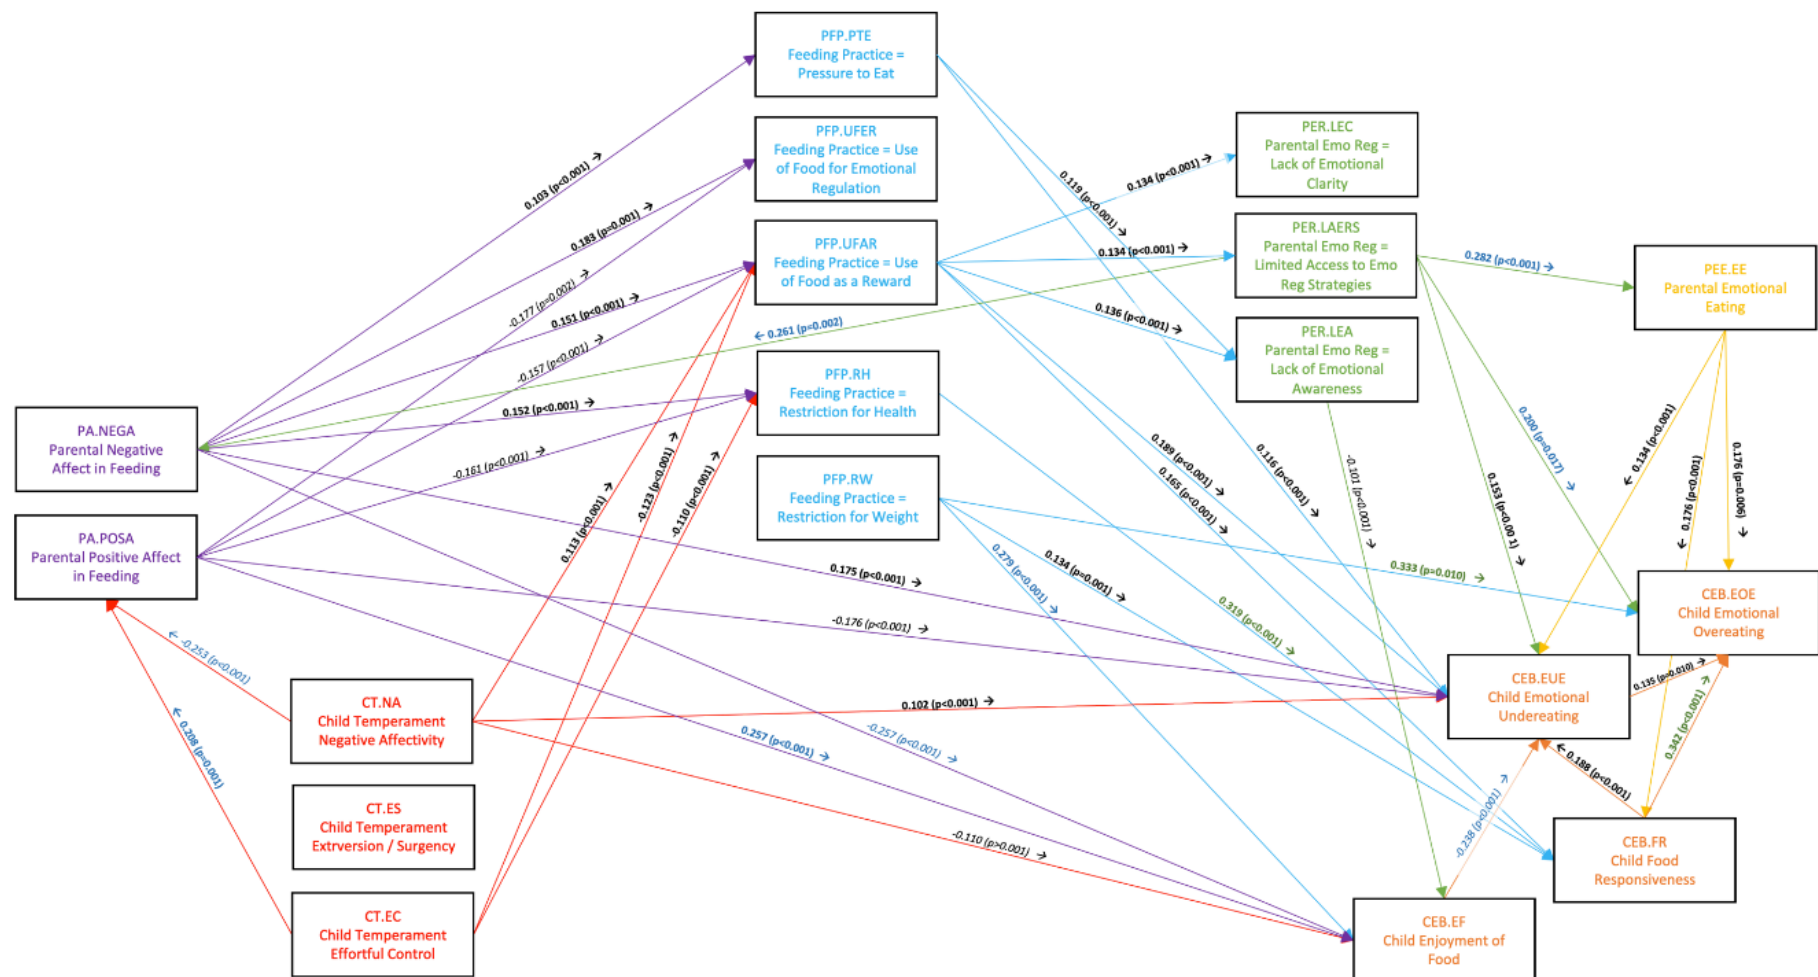 PFP.PTE
Feeding Practice =
Pressure to Eat
PFP.UFER
Feeding Practice = Use
of Food for Emotional
Regulation
PFP.UFAR
Feeding Practice = Use
of Food as a Reward
PFP.RH
Feeding Practice =
Restriction for Health
PFP.RW
Feeding Practice =
Restriction for Weight
PER.LEC
Parental Emo Reg =
Lack of Emotional
Clarity
PER.LAERS
Parental Emo Reg =
Limited Access to Emo
Reg Strategies
PER.LEA
Parental Emo Reg =
Lack of Emotional
Awareness
PEE.EE
Parental Emotional
Eating
PA.NEGA
Parental Negative
Affect in Feeding
PA.POSA
Parental Positive Affect
in Feeding
CT.NA
Child Temperament
Negative Affectivity
CT.ES
Child Temperament
Extrversion / Surgency
CT.EC
Child Temperament
Effortful Control
CEB.EOE
Child Emotional
Overeating
CEB.EUE
Child Emotional
Undereating
CEB.FR
Child Food
Responsiveness
CEB.EF
Child Enjoyment of
Food
0.103 (p<0.001) →
0.183 (p=0.001) →
-0.177 (p=0.002) →
0.151 (p<0.001) →
-0.157 (p<0.001) →
← 0.261 (p=0.002)
0.152 (p<0.001) →
-0.161 (p<0.001) →
0.113 (p<0.001) →
-0.123 (p<0.001) →
-0.110 (p<0.001) →
0.175 (p<0.001) →
-0.176 (p<0.001) →
0.102 (p<0.001) →
0.257 (p<0.001) →
-0.257 (p<0.001) →
-0.110 (p>0.001) →
← -0.253 (p<0.001)
← 0.208 (p=0.001)
0.119 (p<0.001) →
0.116 (p<0.001) →
0.134 (p<0.001) →
0.134 (p<0.001) →
0.136 (p<0.001) →
0.189 (p<0.001) →
0.165 (p<0.001) →
0.319 (p<0.001) →
0.134 (p=0.001) →
0.279 (p<0.001) →
0.333 (p=0.010) →
0.282 (p<0.001) →
0.200 (p=0.017) →
0.153 (p<0.001) →
-0.101 (p<0.001) →
← 0.134 (p<0.001)
← 0.176 (p<0.001)
0.176 (p=0.006) →
0.135 (p=0.010) →
0.342 (p<0.001) →
← 0.188 (p<0.001)
-0.238 (p<0.001) →